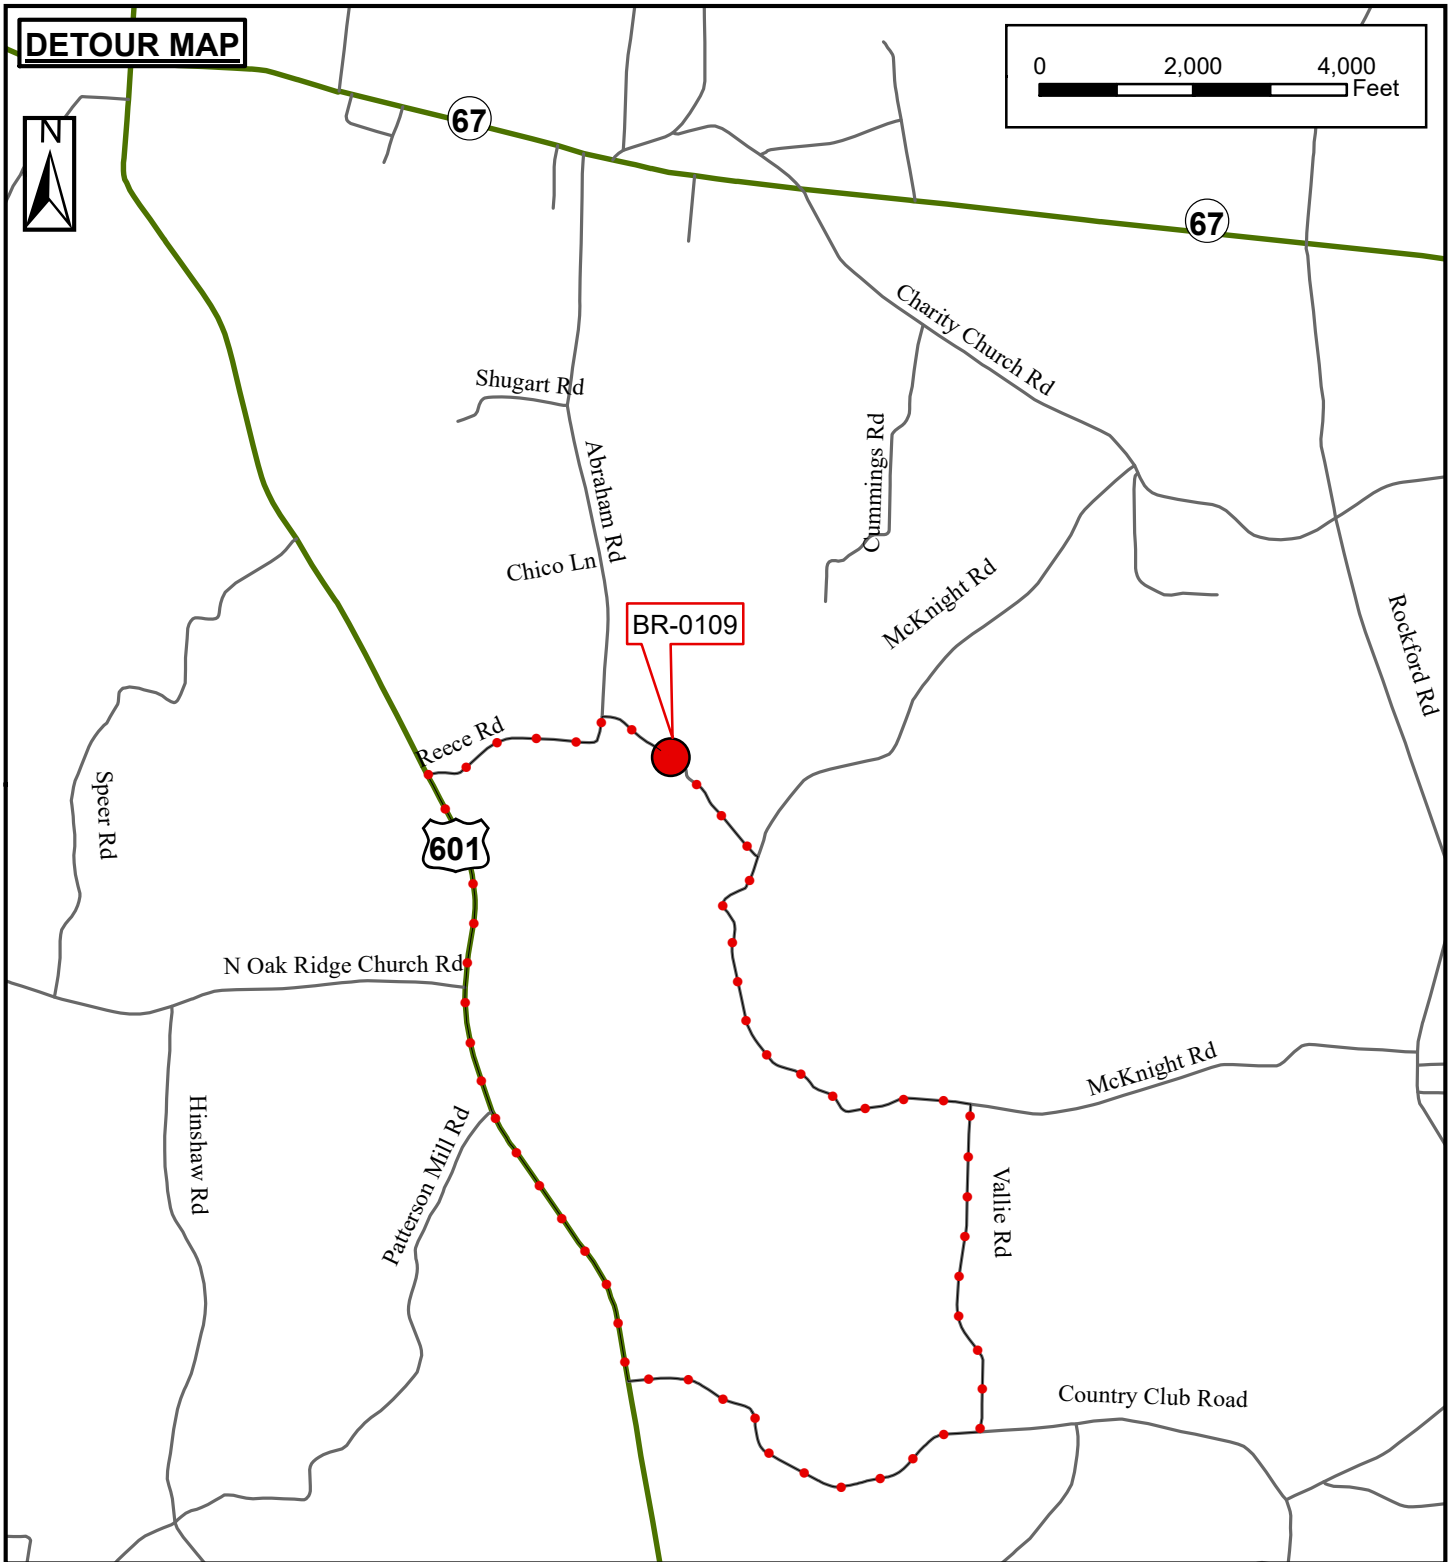 DETOUR MAP
0 2,000 4,000
Feet
N
67
67
Charity Church Rd
Shugart Rd
Abraham Rd
Cummings Rd
Chico Ln
McKnight Rd
Rockford Rd
BR-0109
Reece Rd
Speer Rd
601
N Oak Ridge Church Rd
McKnight Rd
Hinshaw Rd
Patterson Mill Rd
Vallie Rd
Country Club Road